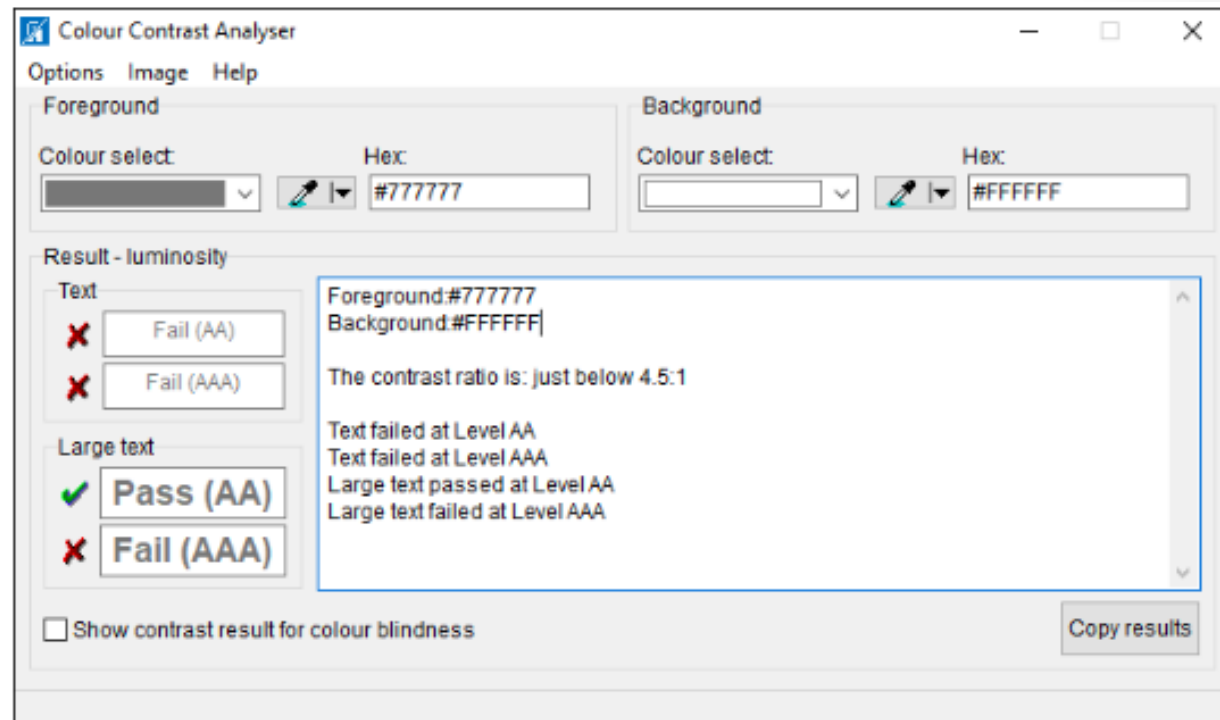 Colour Contrast Analyser
Options Image Help
Foreground
Colour select:
Hex:
#777777
Background
Colour select:
Hex:
#FFFFFF
Result - luminosity
Text
Fail (AA)
Fail (AAA)
Large text
Pass (AA)
Fail (AAA)
Foreground:#777777
Background:#FFFFFF
The contrast ratio is: just below 4.5:1
Text failed at Level AA
Text failed at Level AAA
Large text passed at Level AA
Large text failed at Level AAA
Show contrast result for colour blindness
Copy results